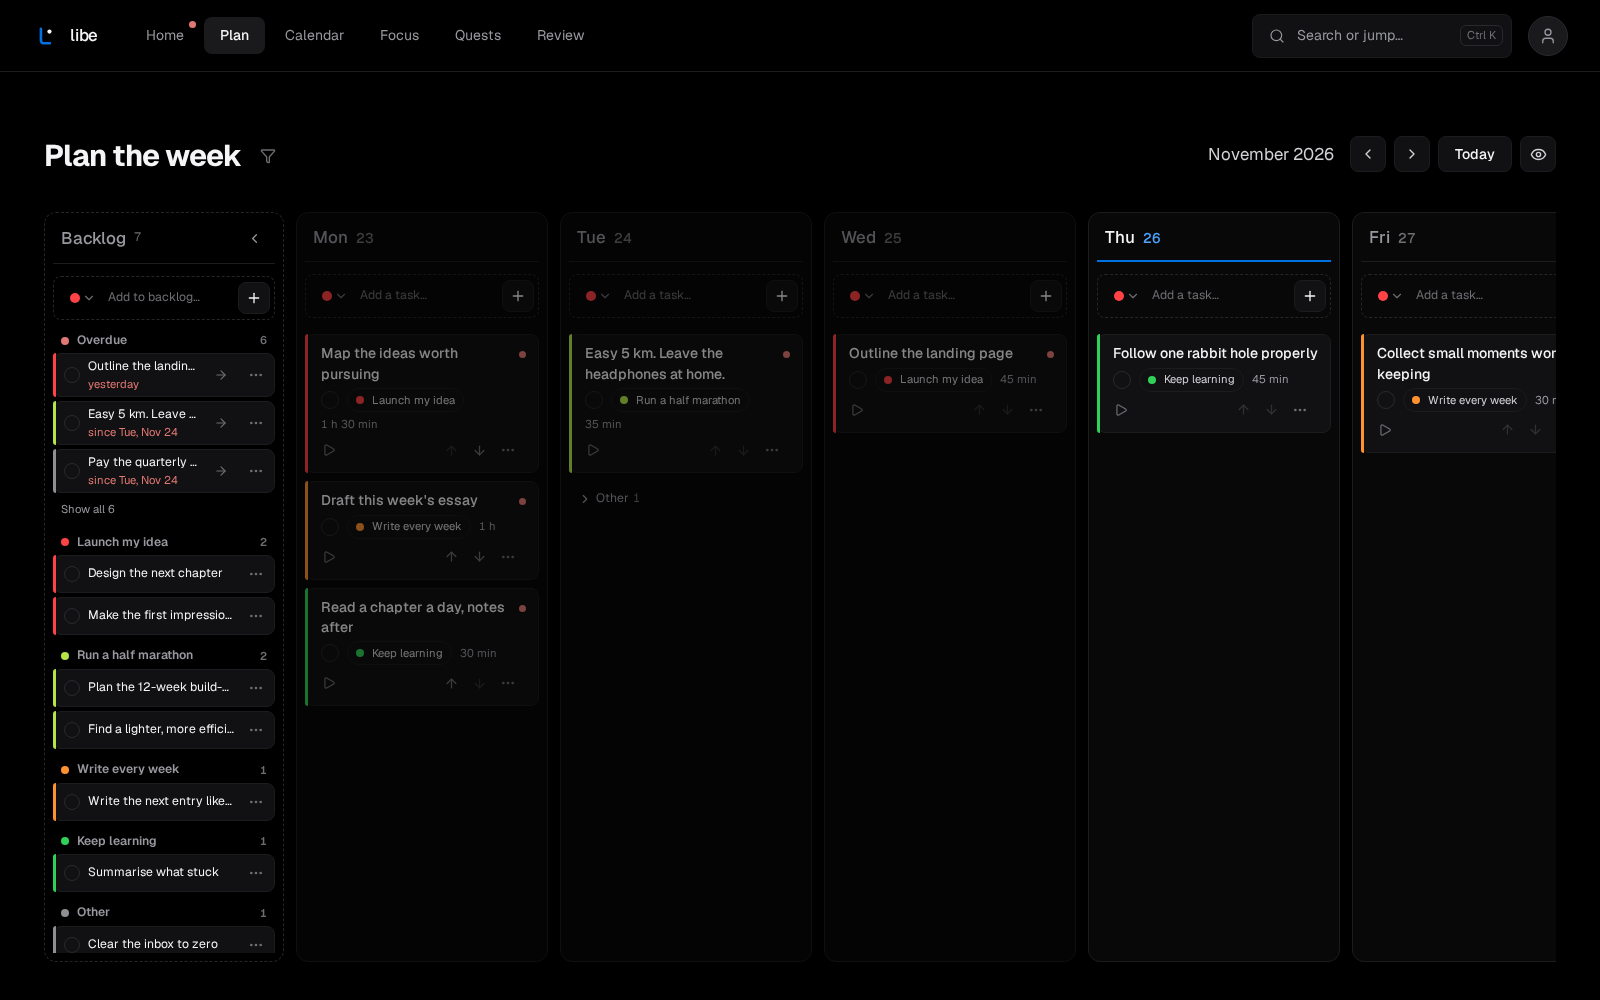 libe
Home
Plan
Calendar
Focus
Quests
Review
Search or jump...
Ctrl K
Plan the week
November 2026
Today
Backlog 7
Add to backlog...
Overdue 6
Outline the landin...
yesterday
Easy 5 km. Leave ...
since Tue, Nov 24
Pay the quarterly ...
since Tue, Nov 24
Show all 6
Launch my idea 2
Design the next chapter
Make the first impressio...
Run a half marathon 2
Plan the 12-week build-...
Find a lighter, more effici...
Write every week 1
Write the next entry like...
Keep learning 1
Summarise what stuck
Other 1
Clear the inbox to zero
Mon 23
Add a task...
Map the ideas worth
pursuing
Launch my idea
1 h 30 min
Draft this week's essay
Write every week 1 h
Read a chapter a day, notes
after
Keep learning 30 min
Tue 24
Add a task...
Easy 5 km. Leave the
headphones at home.
Run a half marathon
35 min
Other 1
Wed 25
Add a task...
Outline the landing page
Launch my idea 45 min
Thu 26
Add a task...
Follow one rabbit hole properly
Keep learning 45 min
Fri 27
Add a task...
Collect small moments wor
keeping
Write every week 30